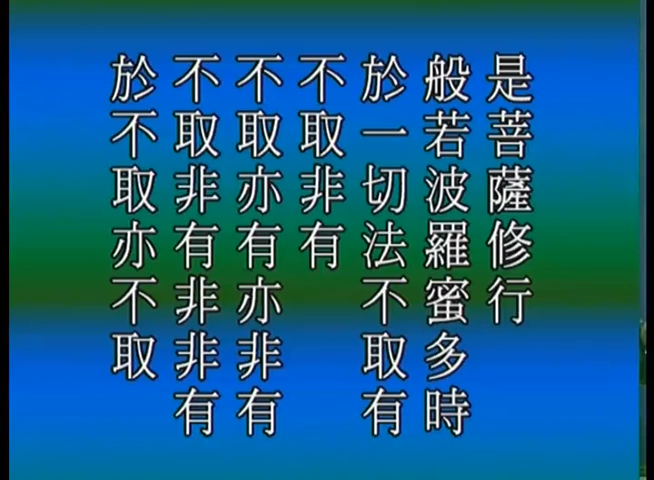 是菩薩修行
般若波羅蜜多時
於一切法不取有
不取非有
不取亦有亦非有
不取非有非非有
於不取亦不取